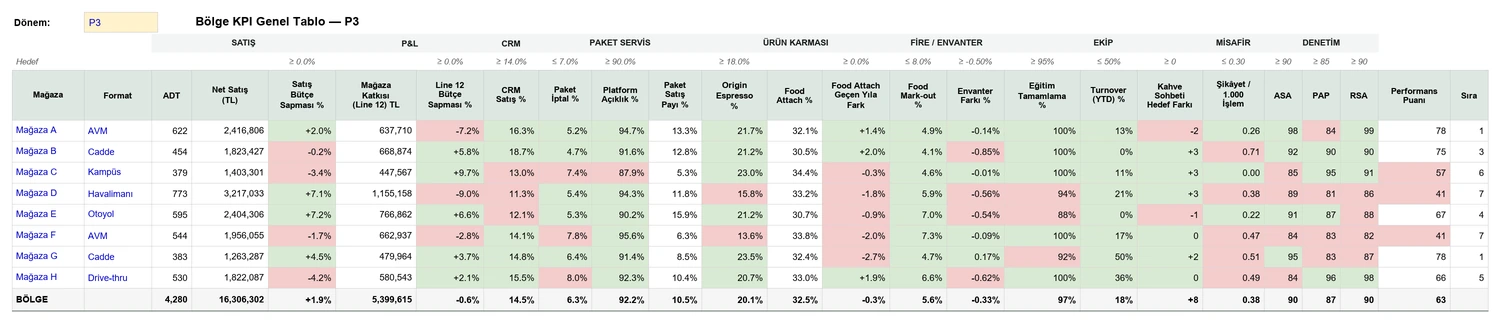 Dönem: P3 Bölge KPI Genel Tablo — P3
SATIŞ P&L CRM PAKET SERVİS ÜRÜN KARMASI FİRE / ENVANTER EKİP MİSAFİR DENETİM
Hedef ≥ 0.0% ≥ 0.0% ≥ 14.0% ≤ 7.0% ≥ 90.0% ≥ 18.0% ≥ 0.0% ≤ 8.0% ≥ -0.50% ≥ 95% ≤ 50% ≥ 0 ≤ 0.30 ≥ 90 ≥ 85 ≥ 90
Mağaza Format ADT Net Satış (TL) Satış Bütçe Sapması % Mağaza Katkısı (Line 12) TL Line 12 Bütçe Sapması % CRM Satış % Paket İptal % Platform Açıklık % Paket Satış Payı % Origin Espresso % Food Attach % Food Attach Geçen Yıla Fark Food Mark-out % Envanter Farkı % Eğitim Tamamlama % Turnover (YTD) % Kahve Sohbeti Hedef Farkı Şikâyet / 1.000 İşlem ASA PAP RSA Performans Puanı Sıra
Mağaza A AVM 622 2,416,806 +2.0% 637,710 -7.2% 16.3% 5.2% 94.7% 13.3% 21.7% 32.1% +1.4% 4.9% -0.14% 100% 13% -2 0.26 98 84 99 78 1
Mağaza B Cadde 454 1,823,427 -0.2% 668,874 +5.8% 18.7% 4.7% 91.6% 12.8% 21.2% 30.5% +2.0% 4.1% -0.85% 100% 0% +3 0.71 92 90 90 75 3
Mağaza C Kampüs 379 1,403,301 -3.4% 447,567 +9.7% 13.0% 7.4% 87.9% 5.3% 23.0% 34.4% -0.3% 4.6% -0.01% 100% 11% +3 0.00 85 95 91 57 6
Mağaza D Havalimanı 773 3,217,033 +7.1% 1,155,158 -9.0% 11.3% 5.4% 94.3% 11.8% 15.8% 33.2% -1.8% 5.9% -0.56% 94% 21% +3 0.38 89 81 86 41 7
Mağaza E Otoyol 595 2,404,306 +7.2% 766,862 +6.6% 12.1% 5.3% 90.2% 15.9% 21.2% 30.7% -0.9% 7.0% -0.54% 88% 0% -1 0.22 91 87 88 67 4
Mağaza F AVM 544 1,956,055 -1.7% 662,937 -2.8% 14.1% 7.8% 95.6% 6.3% 13.6% 33.8% -2.0% 7.3% -0.09% 100% 17% 0 0.47 84 83 82 41 7
Mağaza G Cadde 383 1,263,287 +4.5% 479,964 +3.7% 14.8% 6.4% 91.4% 8.5% 23.5% 32.4% -2.7% 4.7% 0.17% 92% 50% +2 0.51 95 83 87 78 1
Mağaza H Drive-thru 530 1,822,087 -4.2% 580,543 +2.1% 15.5% 8.0% 92.3% 10.4% 20.7% 33.0% +1.9% 6.6% -0.62% 100% 36% 0 0.49 84 96 98 66 5
BÖLGE 4,280 16,306,302 +1.9% 5,399,615 -0.6% 14.5% 6.3% 92.2% 10.5% 20.1% 32.5% -0.3% 5.6% -0.33% 97% 18% +8 0.38 90 87 90 63